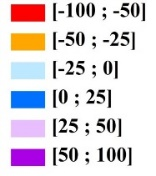 [-100 ; -50]
[-50 ; -25]
[-25 ; 0]
[0 ; 25]
[25 ; 50]
[50 ; 100]